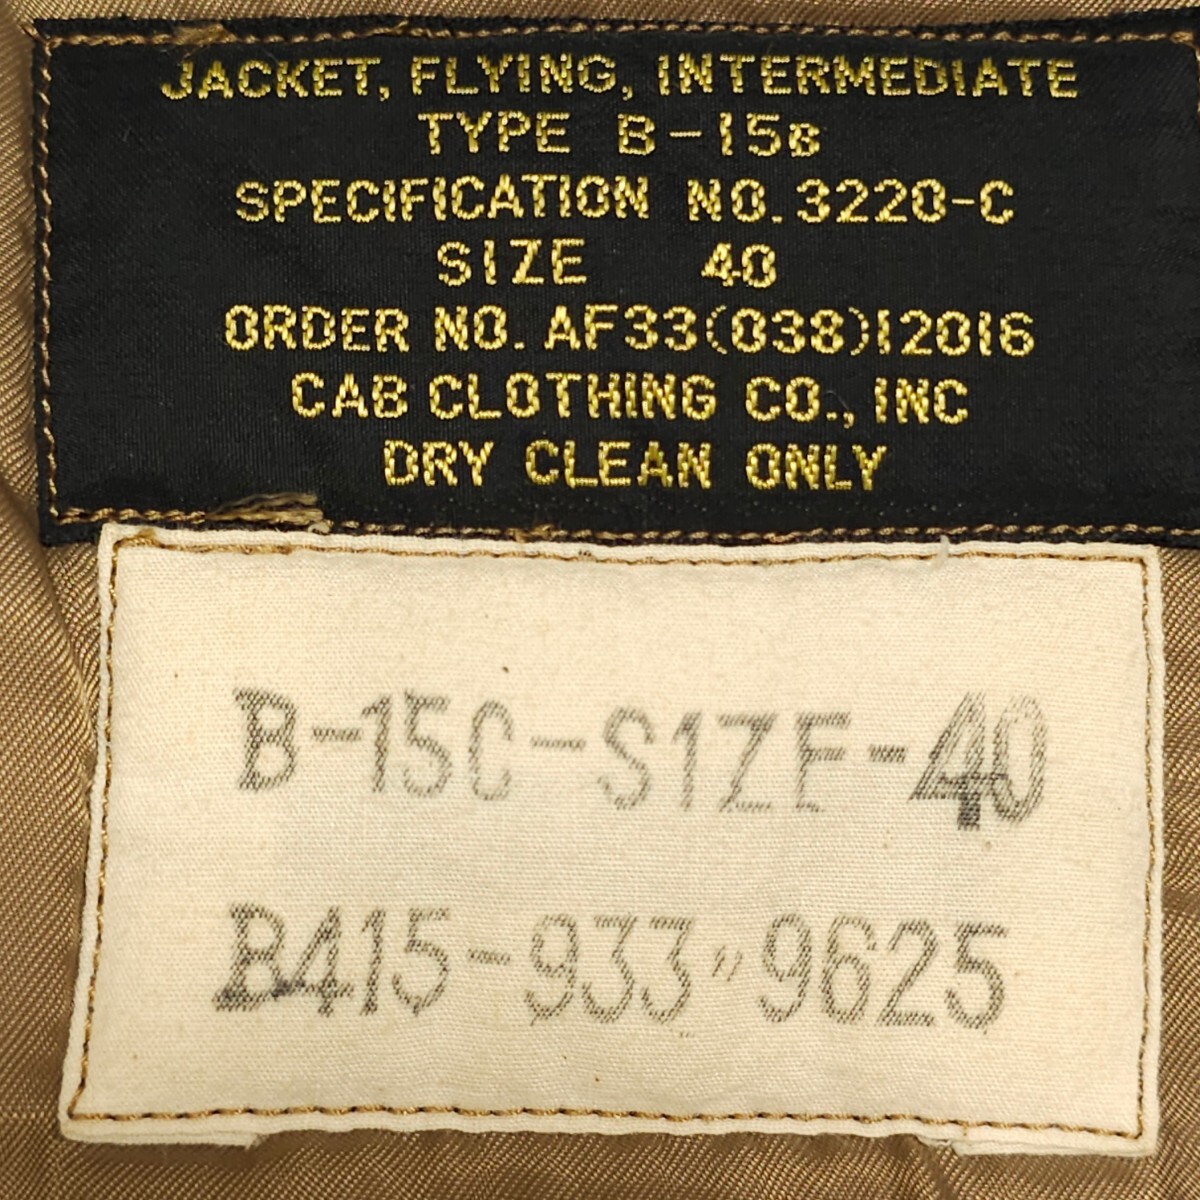 JACKET, FLYING, INTERMEDIATE
TYPE B-15B
SPECIFICATION NO. 3220-C
SIZE 40
ORDER NO. AF33(038)12016
CAB CLOTHING CO., INC
DRY CLEAN ONLY
B-15C-SIZE-40
B415-933"9625